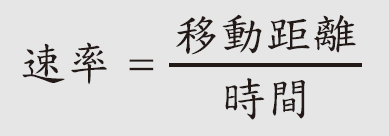 速率 = 移動距離
時間